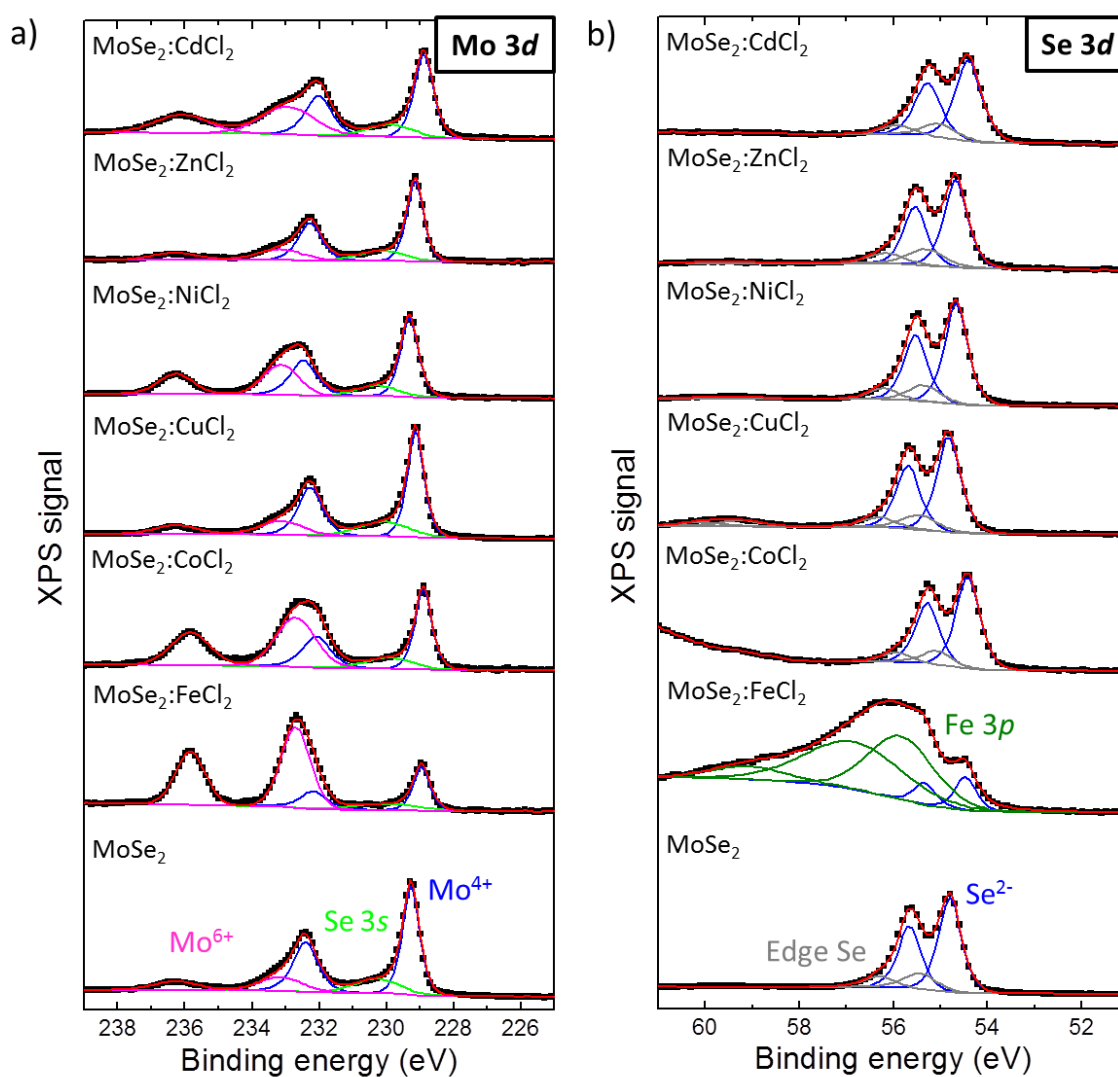 a)
Mo 3d
MoSe2:CdCl2
MoSe2:ZnCl2
MoSe2:NiCl2
MoSe2:CuCl2
MoSe2:CoCl2
MoSe2:FeCl2
MoSe2
Mo6+
Se 3s
Mo4+
XPS signal
238 236 234 232 230 228 226
Binding energy (eV)
b)
Se 3d
MoSe2:CdCl2
MoSe2:ZnCl2
MoSe2:NiCl2
MoSe2:CuCl2
MoSe2:CoCl2
MoSe2:FeCl2
Fe 3p
MoSe2
Se2-
Edge Se
XPS signal
60 58 56 54 52
Binding energy (eV)